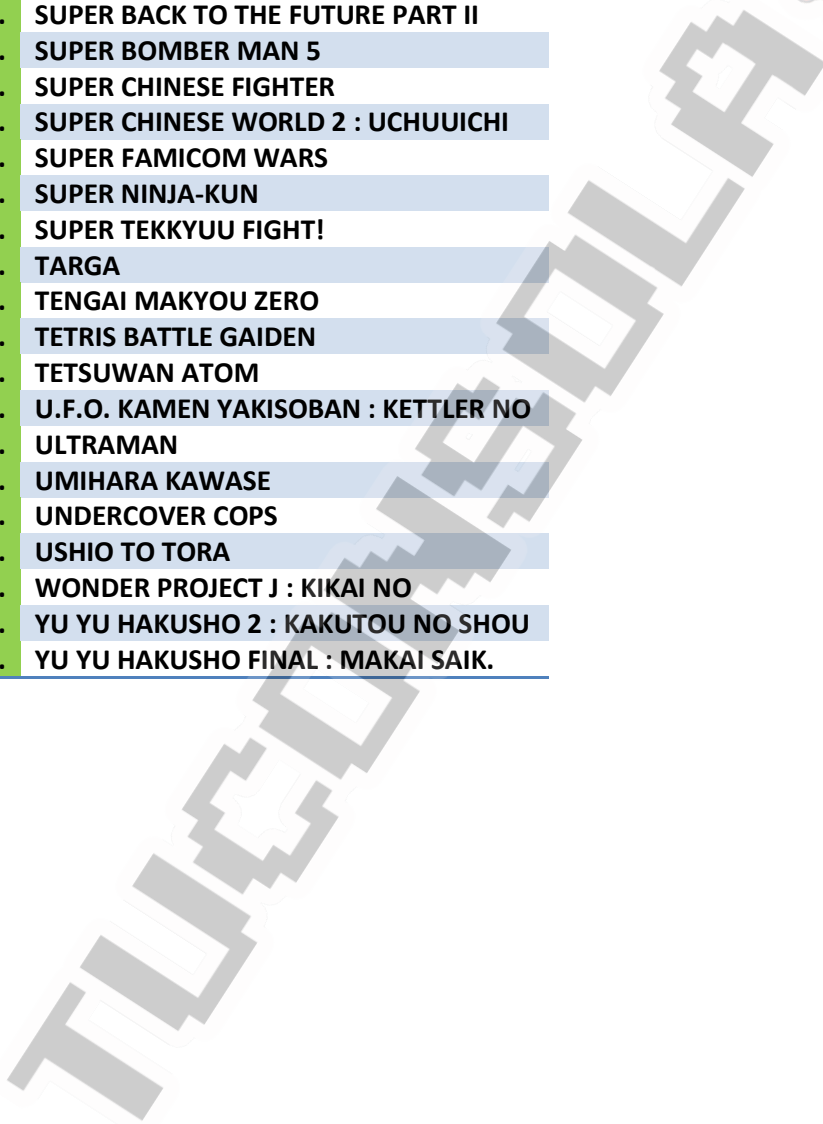 . SUPER BACK TO THE FUTURE PART II
. SUPER BOMBER MAN 5
. SUPER CHINESE FIGHTER
. SUPER CHINESE WORLD 2 : UCHUUICHI
. SUPER FAMICOM WARS
. SUPER NINJA-KUN
. SUPER TEKKYUU FIGHT!
. TARGA
. TENGAI MAKYOU ZERO
. TETRIS BATTLE GAIDEN
. TETSUWAN ATOM
. U.F.O. KAMEN YAKISOBAN : KETTLER NO
. ULTRAMAN
. UMIHARA KAWASE
. UNDERCOVER COPS
. USHIO TO TORA
. WONDER PROJECT J : KIKAI NO
. YU YU HAKUSHO 2 : KAKUTOU NO SHOU
. YU YU HAKUSHO FINAL : MAKAI SAIK.
TUCONSOLA